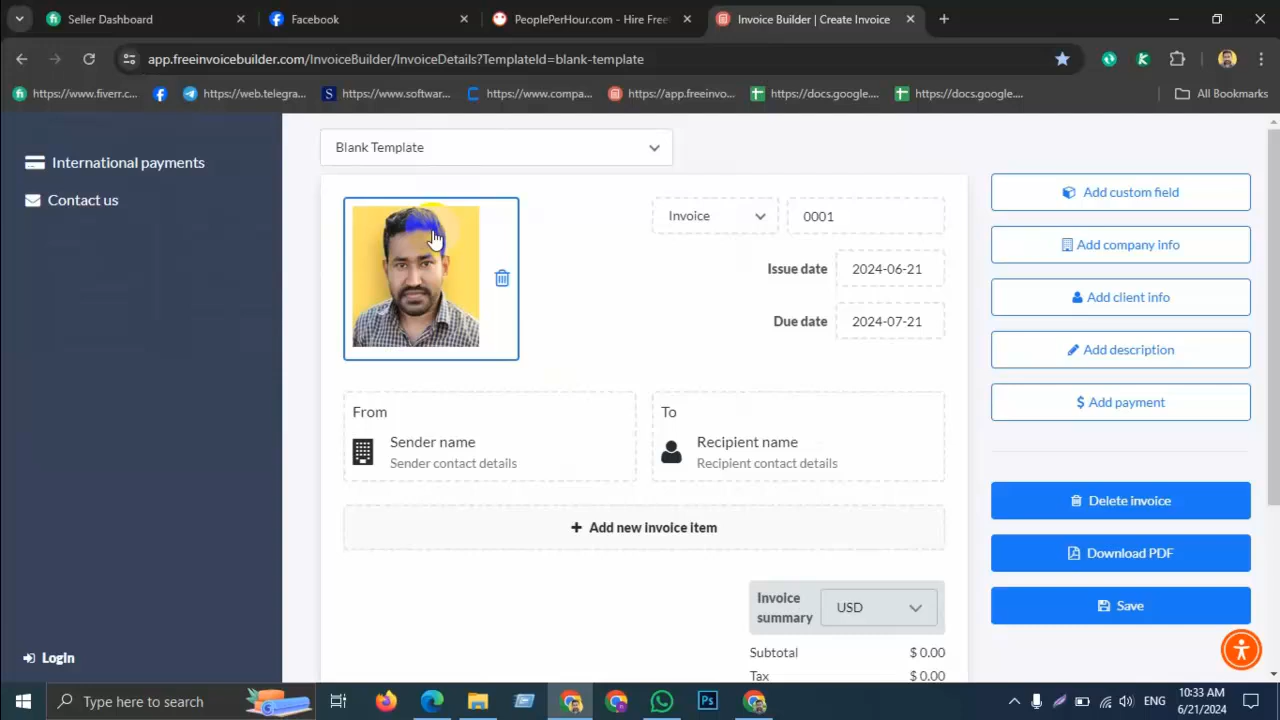 Seller Dashboard
Facebook
PeoplePerHour.com - Hire Free
Invoice Builder | Create Invoice
app.freeinvoicebuilder.com/InvoiceBuilder/InvoiceDetails?TemplateId=blank-template
https://www.fiverr.c...
https://web.telegra...
https://www.softwar...
https://www.compa...
https://app.freeinvo...
https://docs.google....
https://docs.google....
All Bookmarks
International payments
Contact us
Login
Blank Template
Invoice
0001
Issue date
2024-06-21
Due date
2024-07-21
From
Sender name
Sender contact details
To
Recipient name
Recipient contact details
+ Add new invoice item
Invoice
summary
USD
Subtotal
$ 0.00
Tax
$ 0.00
Add custom field
Add company info
Add client info
Add description
$ Add payment
Delete invoice
Download PDF
Save
Type here to search
ENG
10:33 AM
6/21/2024